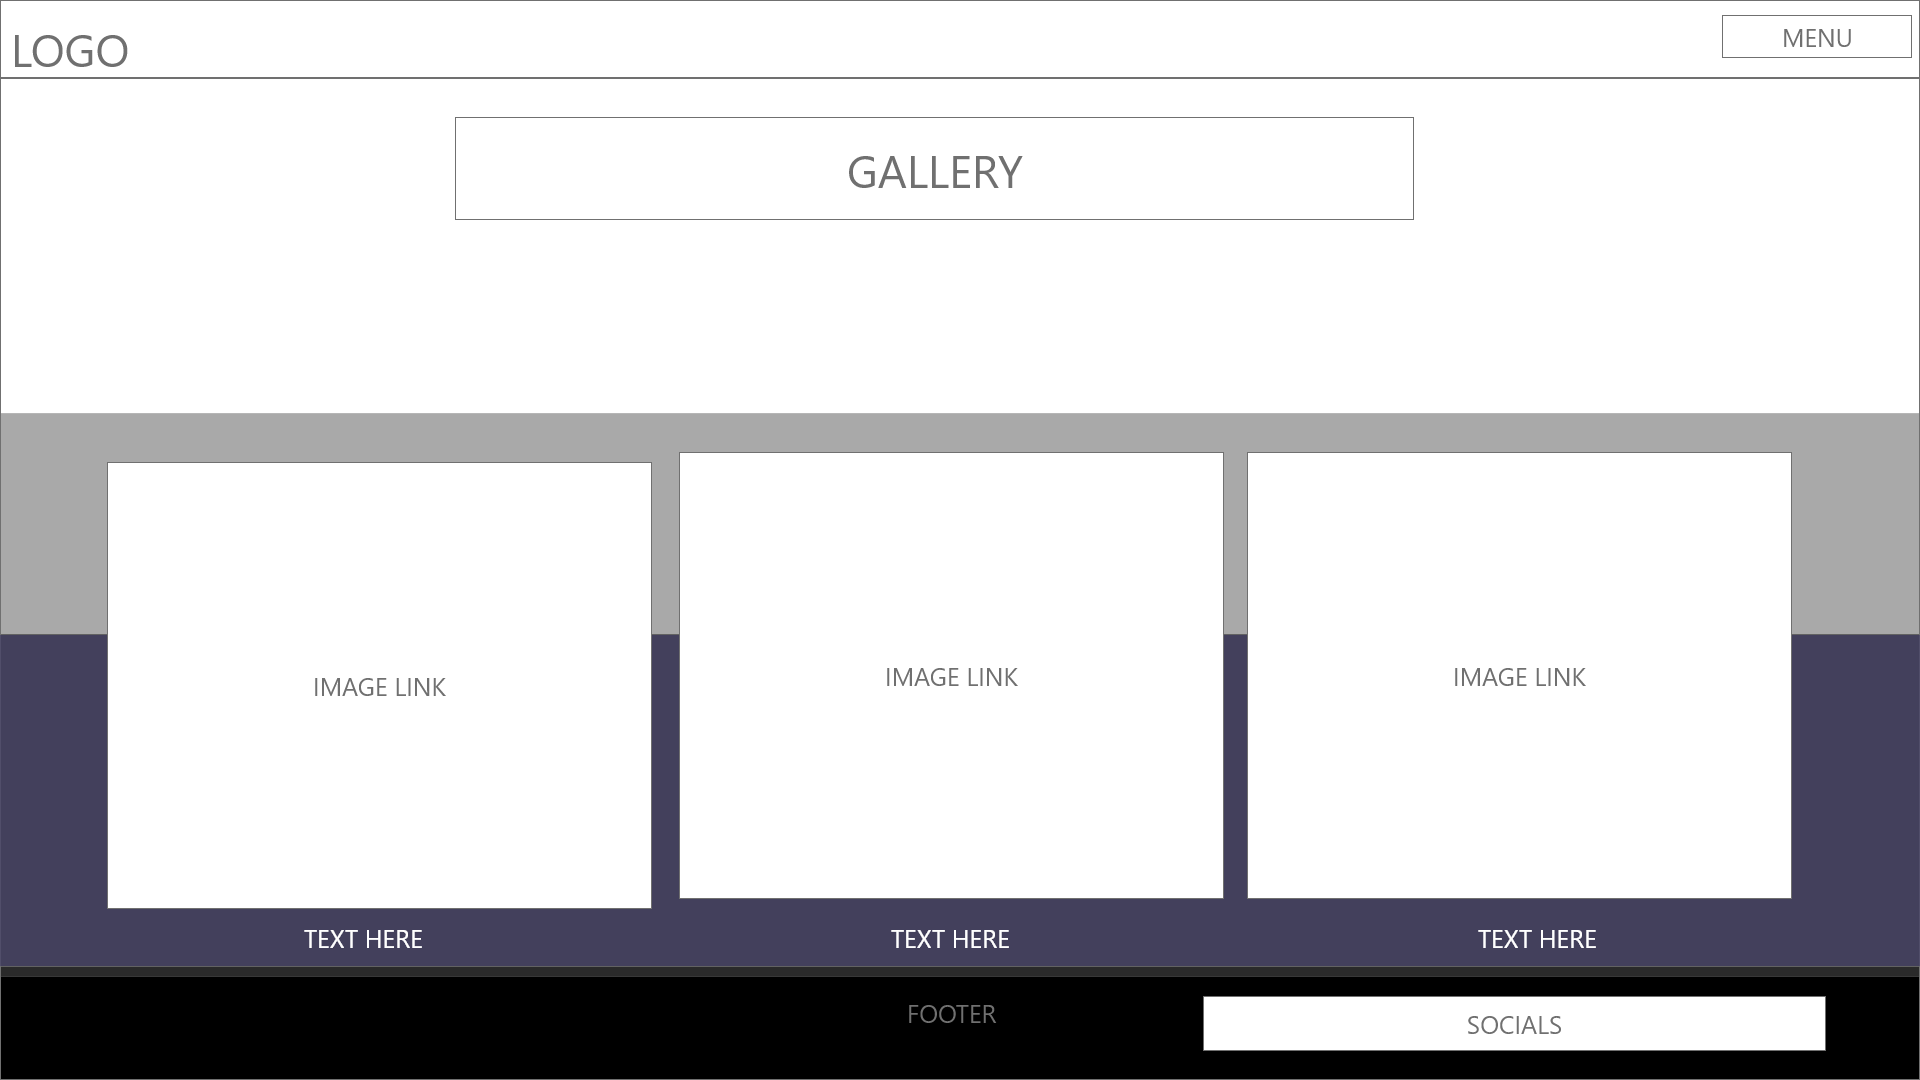 LOGO
MENU
GALLERY
IMAGE LINK
IMAGE LINK
IMAGE LINK
TEXT HERE
TEXT HERE
TEXT HERE
FOOTER
SOCIALS